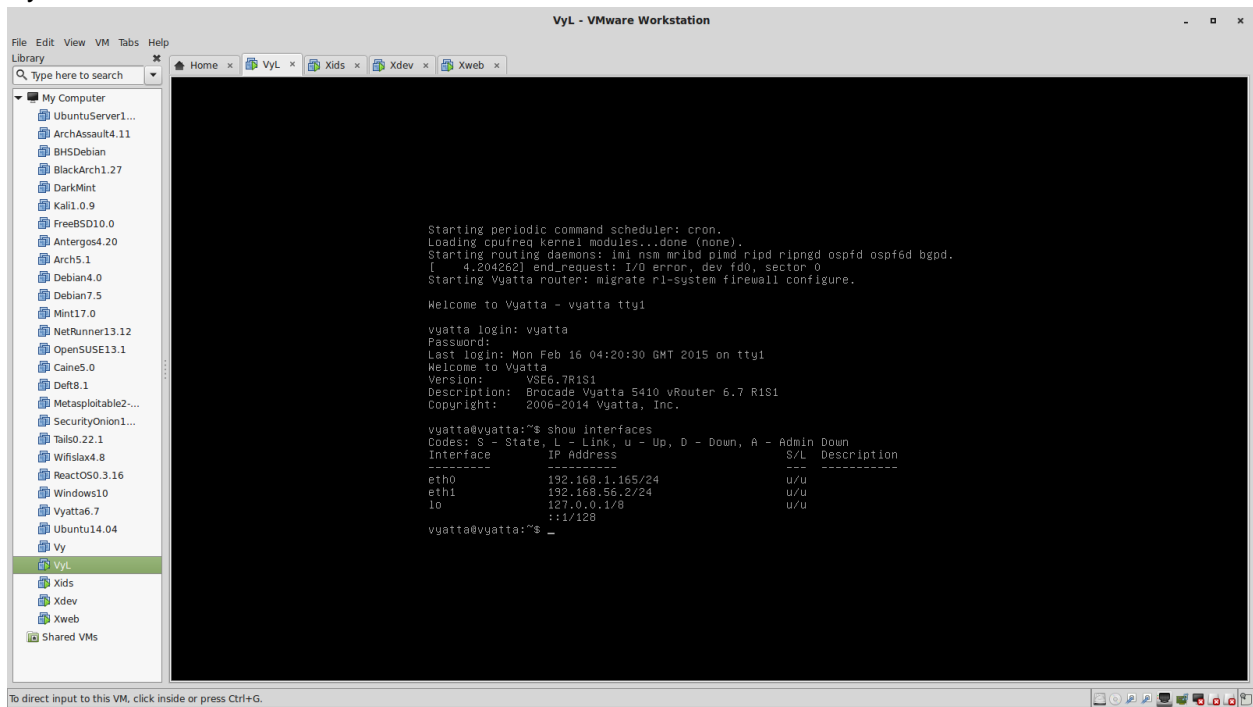 VyL - VMware Workstation
File Edit View VM Tabs Help
Library
Type here to search
Home
VyL
Xids
Xdev
Xweb
My Computer
UbuntuServer1...
ArchAssault4.11
BHSDebian
BlackArch1.27
DarkMint
Kali1.0.9
FreeBSD10.0
Antergos4.20
Arch5.1
Debian4.0
Debian7.5
Mint17.0
NetRunner13.12
OpenSUSE13.1
Caine5.0
Deft8.1
Metasploitable2-...
SecurityOnion1...
Tails0.22.1
Wifislax4.8
ReactOS0.3.16
Windows10
Vyatta6.7
Ubuntu14.04
Vy
VyL
Xids
Xdev
Xweb
Shared VMs
Starting periodic command scheduler: cron.
Loading cpufreq kernel modules...done (none).
Starting routing daemons: imi nsm mribd pimd ripd ripngd ospfd ospf6d bgpd.
[    4.204262] end_request: I/O error, dev fd0, sector 0
Starting Vyatta router: migrate rl-system firewall configure.
Welcome to Vyatta - vyatta tty1
vyatta login: vyatta
Password:
Last login: Mon Feb 16 04:20:30 GMT 2015 on tty1
Welcome to Vyatta
Version:      VSE6.7R1S1
Description:  Brocade Vyatta 5410 vRouter 6.7 R1S1
Copyright:    2006-2014 Vyatta, Inc.
vyatta@vyatta:~$ show interfaces
Codes: S - State, L - Link, u - Up, D - Down, A - Admin Down
Interface        IP Address                        S/L  Description
---------        ----------                        ---  -----------
eth0             192.168.1.165/24                  u/u
eth1             192.168.56.2/24                   u/u
lo               127.0.0.1/8                       u/u
                 ::1/128
vyatta@vyatta:~$ _
To direct input to this VM, click inside or press Ctrl+G.